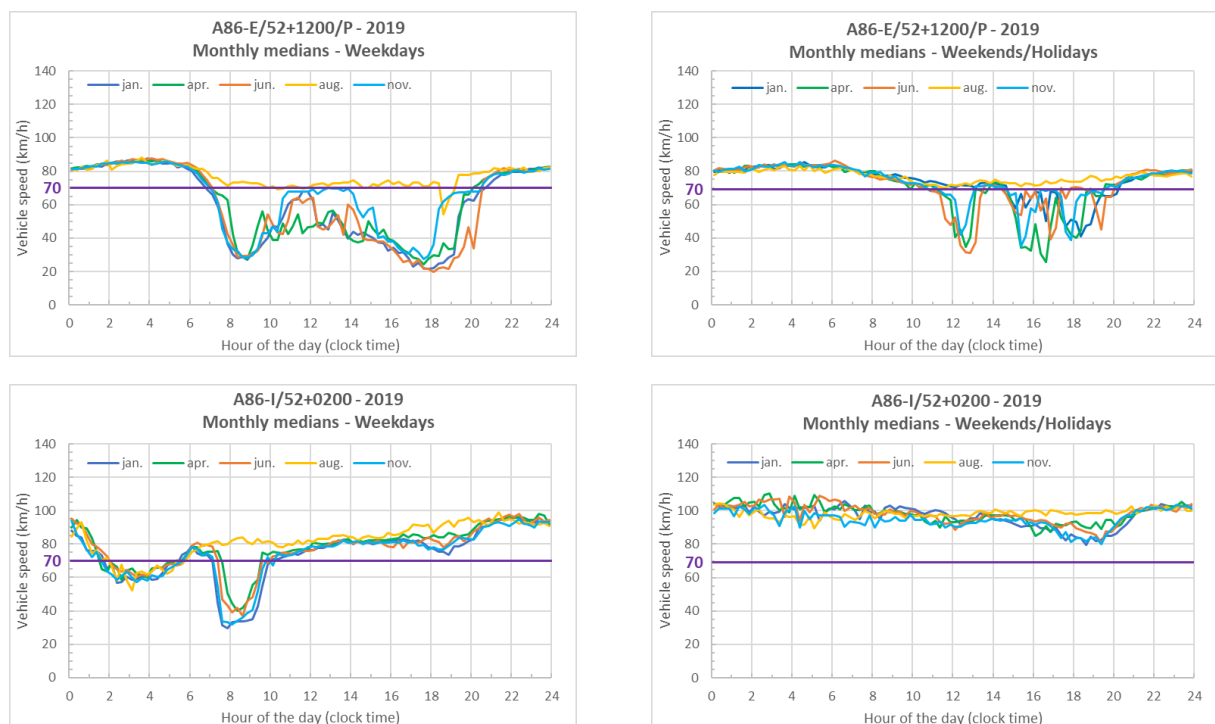 A86-E/52+1200/P - 2019
Monthly medians - Weekdays
jan. apr. jun. aug. nov.
Vehicle speed (km/h)
140
120
100
80
70
60
40
20
0
0 2 4 6 8 10 12 14 16 18 20 22 24
Hour of the day (clock time)
A86-E/52+1200/P - 2019
Monthly medians - Weekends/Holidays
jan. apr. jun. aug. nov.
Vehicle speed (km/h)
140
120
100
80
70
60
40
20
0
0 2 4 6 8 10 12 14 16 18 20 22 24
Hour of the day (clock time)
A86-I/52+0200 - 2019
Monthly medians - Weekdays
jan. apr. jun. aug. nov.
Vehicle speed (km/h)
140
120
100
80
70
60
40
20
0
0 2 4 6 8 10 12 14 16 18 20 22 24
Hour of the day (clock time)
A86-I/52+0200 - 2019
Monthly medians - Weekends/Holidays
jan. apr. jun. aug. nov.
Vehicle speed (km/h)
140
120
100
80
70
60
40
20
0
0 2 4 6 8 10 12 14 16 18 20 22 24
Hour of the day (clock time)